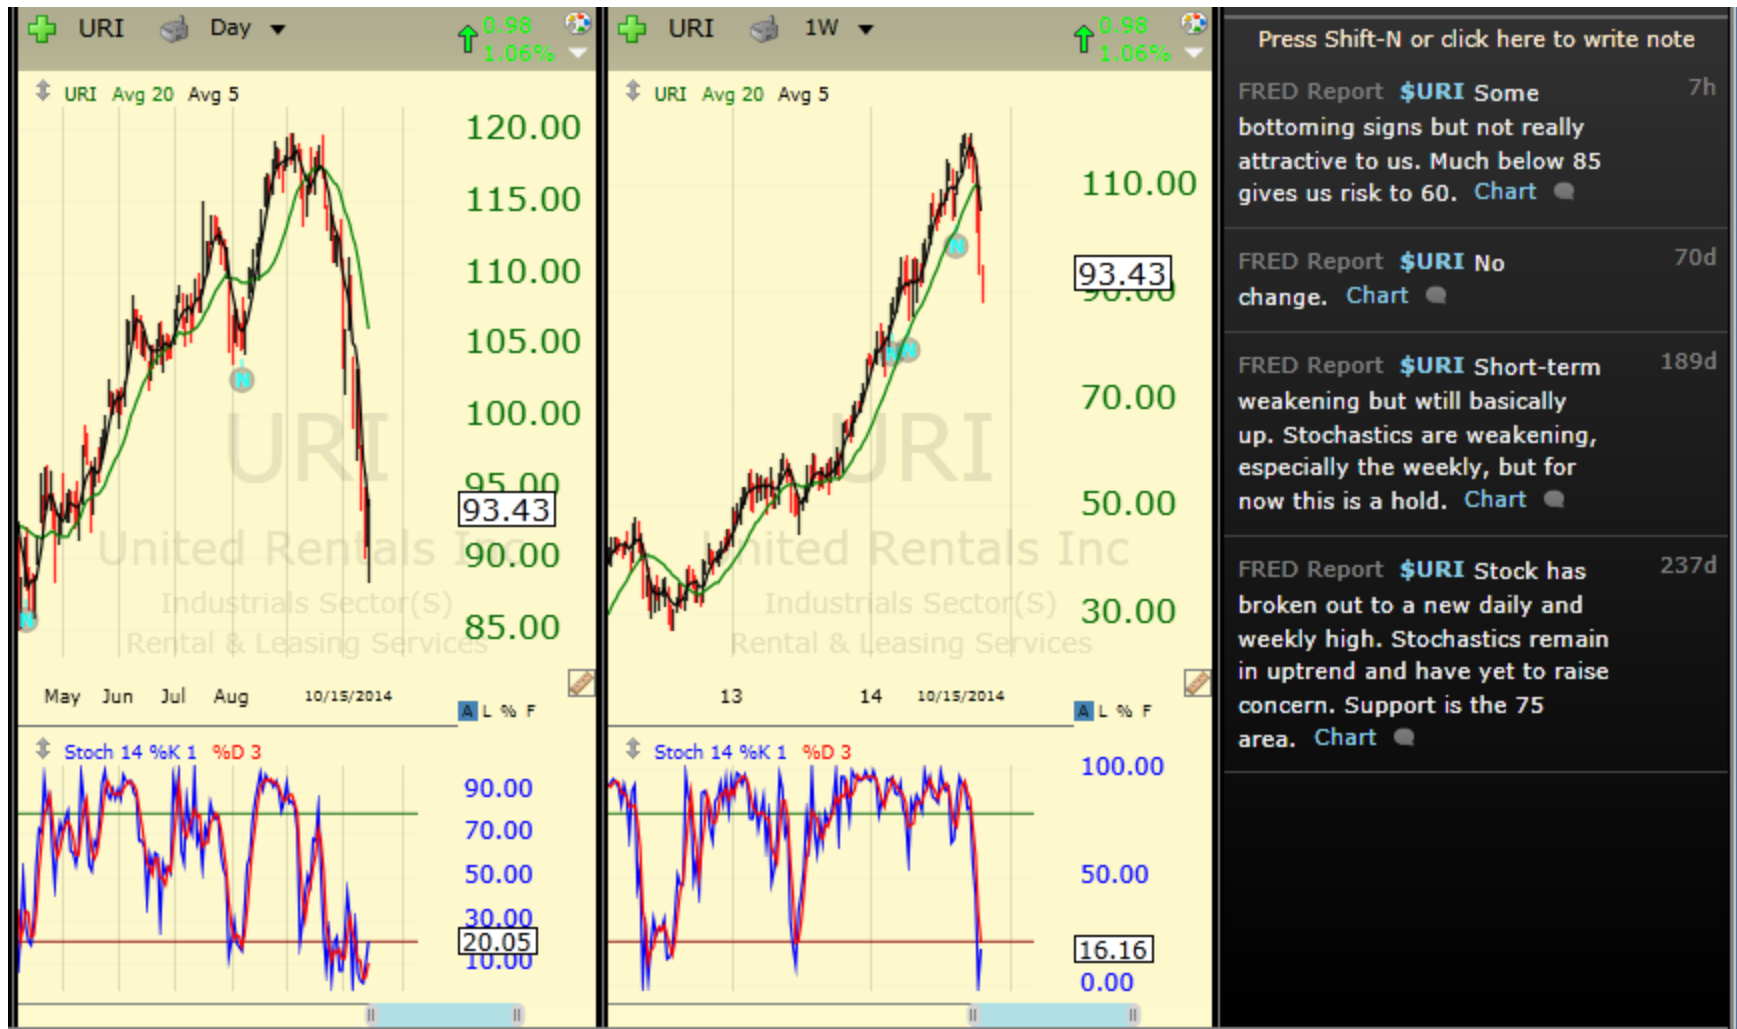 URI Day 0.98
1.06%
URI Avg 20 Avg 5
120.00
115.00
110.00
105.00
100.00
95.00
93.43
90.00
85.00
N
N
URI
United Rentals Inc
Industrials Sector(S)
Rental & Leasing Services
May Jun Jul Aug 10/15/2014
A L % F
Stoch 14 %K 1 %D 3
90.00
70.00
50.00
30.00
20.05
10.00
URI 1W 0.98
1.06%
URI Avg 20 Avg 5
110.00
93.43
90.00
70.00
50.00
30.00
N
N
N
URI
United Rentals Inc
Industrials Sector(S)
Rental & Leasing Services
13 14 10/15/2014
A L % F
Stoch 14 %K 1 %D 3
100.00
50.00
16.16
0.00
Press Shift-N or click here to write note
FRED Report $URI Some 7h
bottoming signs but not really
attractive to us. Much below 85
gives us risk to 60. Chart
FRED Report $URI No 70d
change. Chart
FRED Report $URI Short-term 189d
weakening but wtill basically
up. Stochastics are weakening,
especially the weekly, but for
now this is a hold. Chart
FRED Report $URI Stock has 237d
broken out to a new daily and
weekly high. Stochastics remain
in uptrend and have yet to raise
concern. Support is the 75
area. Chart